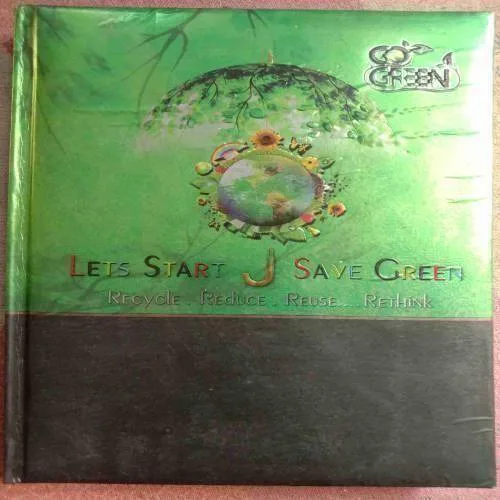 GO
GREEN
LETS START J SAVE GREEN
RECYCLE . REDUCE . REUSE... RETHINK